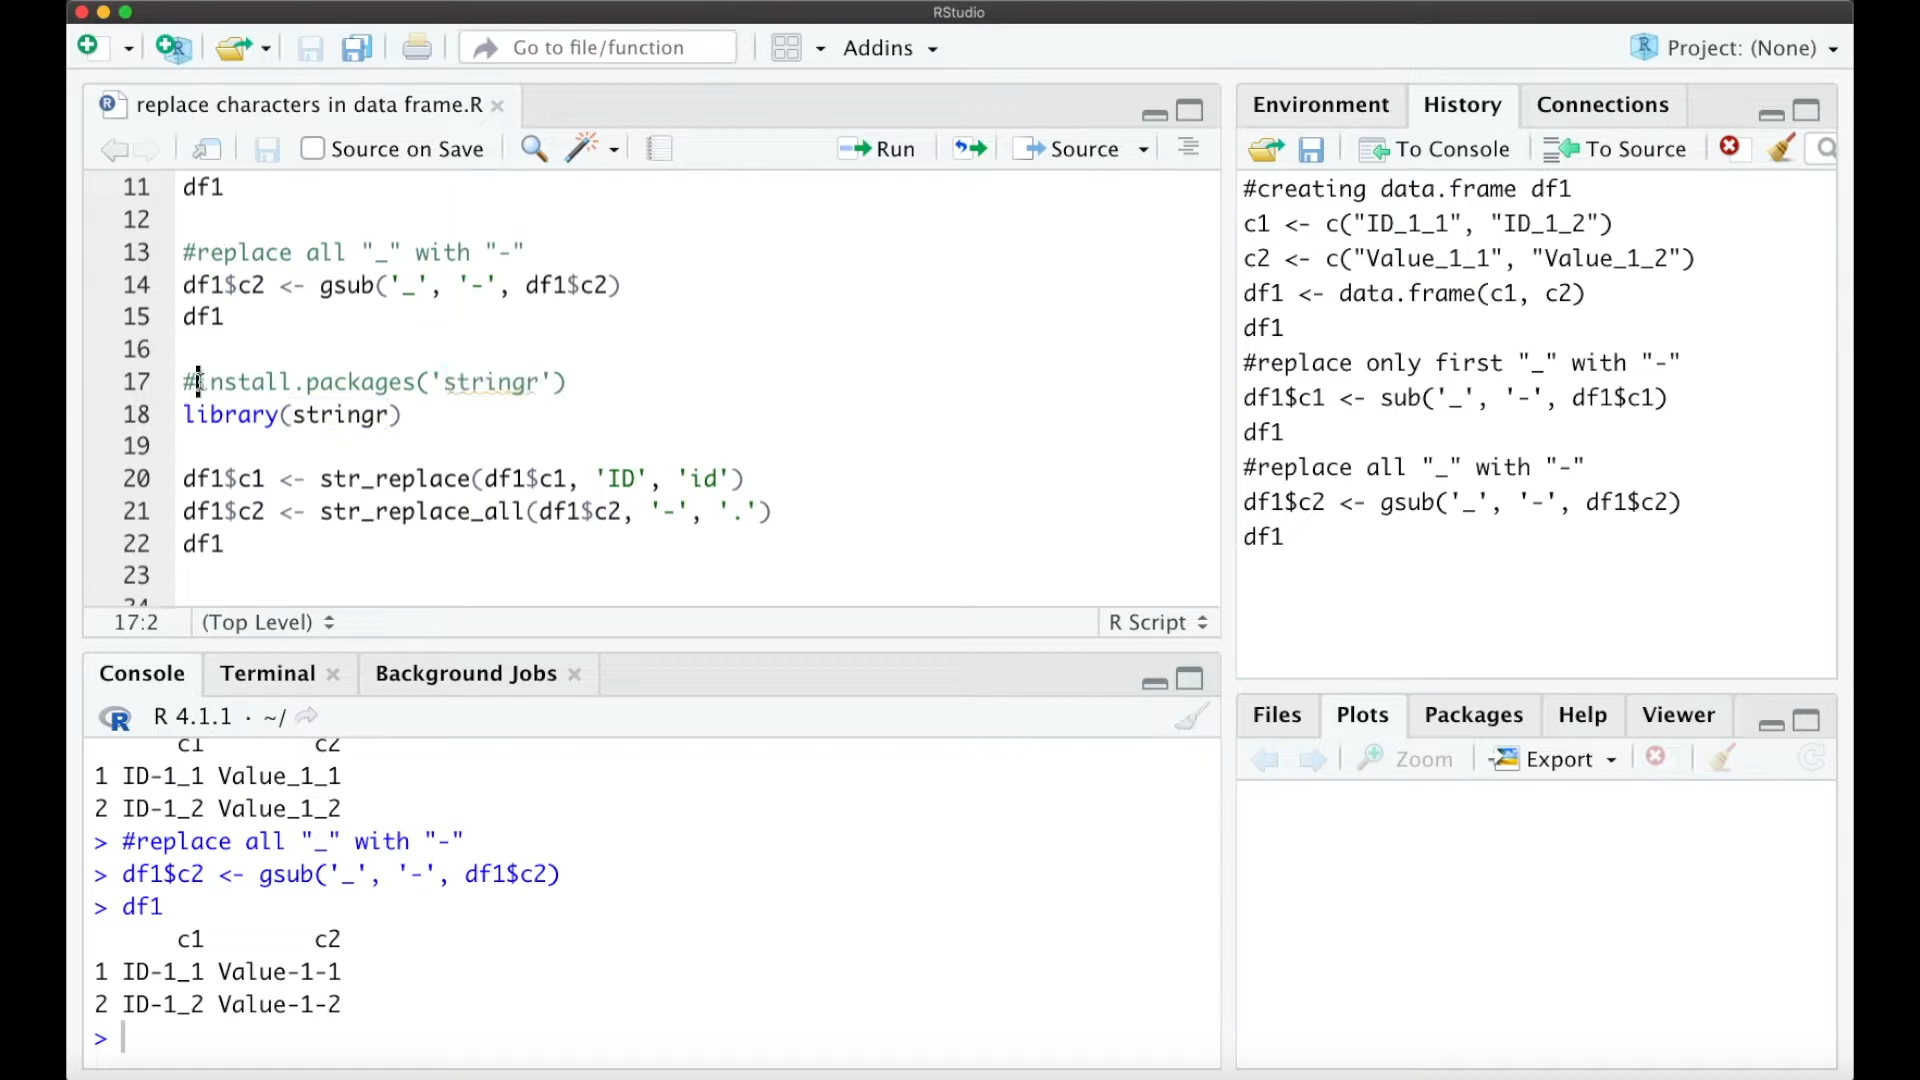 RStudio
Go to file/function
Addins
Project: (None)
replace characters in data frame.R
Source on Save
Run
Source
11 df1
12
13 #replace all "_" with "-"
14 df1$c2 <- gsub('_', '-', df1$c2)
15 df1
16
17 #install.packages('stringr')
18 library(stringr)
19
20 df1$c1 <- str_replace(df1$c1, 'ID', 'id')
21 df1$c2 <- str_replace_all(df1$c2, '-', '.')
22 df1
23
24
17:2 (Top Level) R Script
Console Terminal Background Jobs
R 4.1.1 · ~/
c1 c2
1 ID-1_1 Value_1_1
2 ID-1_2 Value_1_2
> #replace all "_" with "-"
> df1$c2 <- gsub('_', '-', df1$c2)
> df1
c1 c2
1 ID-1_1 Value-1-1
2 ID-1_2 Value-1-2
>
Environment History Connections
To Console To Source
#creating data.frame df1
c1 <- c("ID_1_1", "ID_1_2")
c2 <- c("Value_1_1", "Value_1_2")
df1 <- data.frame(c1, c2)
df1
#replace only first "_" with "-"
df1$c1 <- sub('_', '-', df1$c1)
df1
#replace all "_" with "-"
df1$c2 <- gsub('_', '-', df1$c2)
df1
Files Plots Packages Help Viewer
Zoom Export